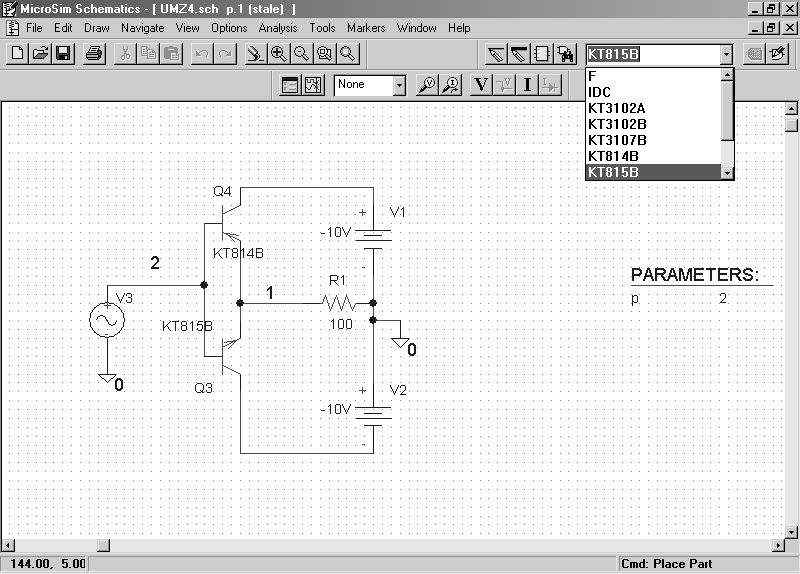 MicroSim Schematics - [ UMZ4.sch  p.1 (stale)  ]
File Edit Draw Navigate View Options Analysis Tools Markers Window Help
KT815B
None
V
I
F
IDC
KT3102A
KT3102B
KT3107B
KT814B
KT815B
Q4
+
V1
-10V
KT814B
-
2
PARAMETERS:
R1
1
+
V3
p 2
KT815B
100
-
0
0
Q3
+
V2
-10V
-
144.00, 5.00
Cmd: Place Part